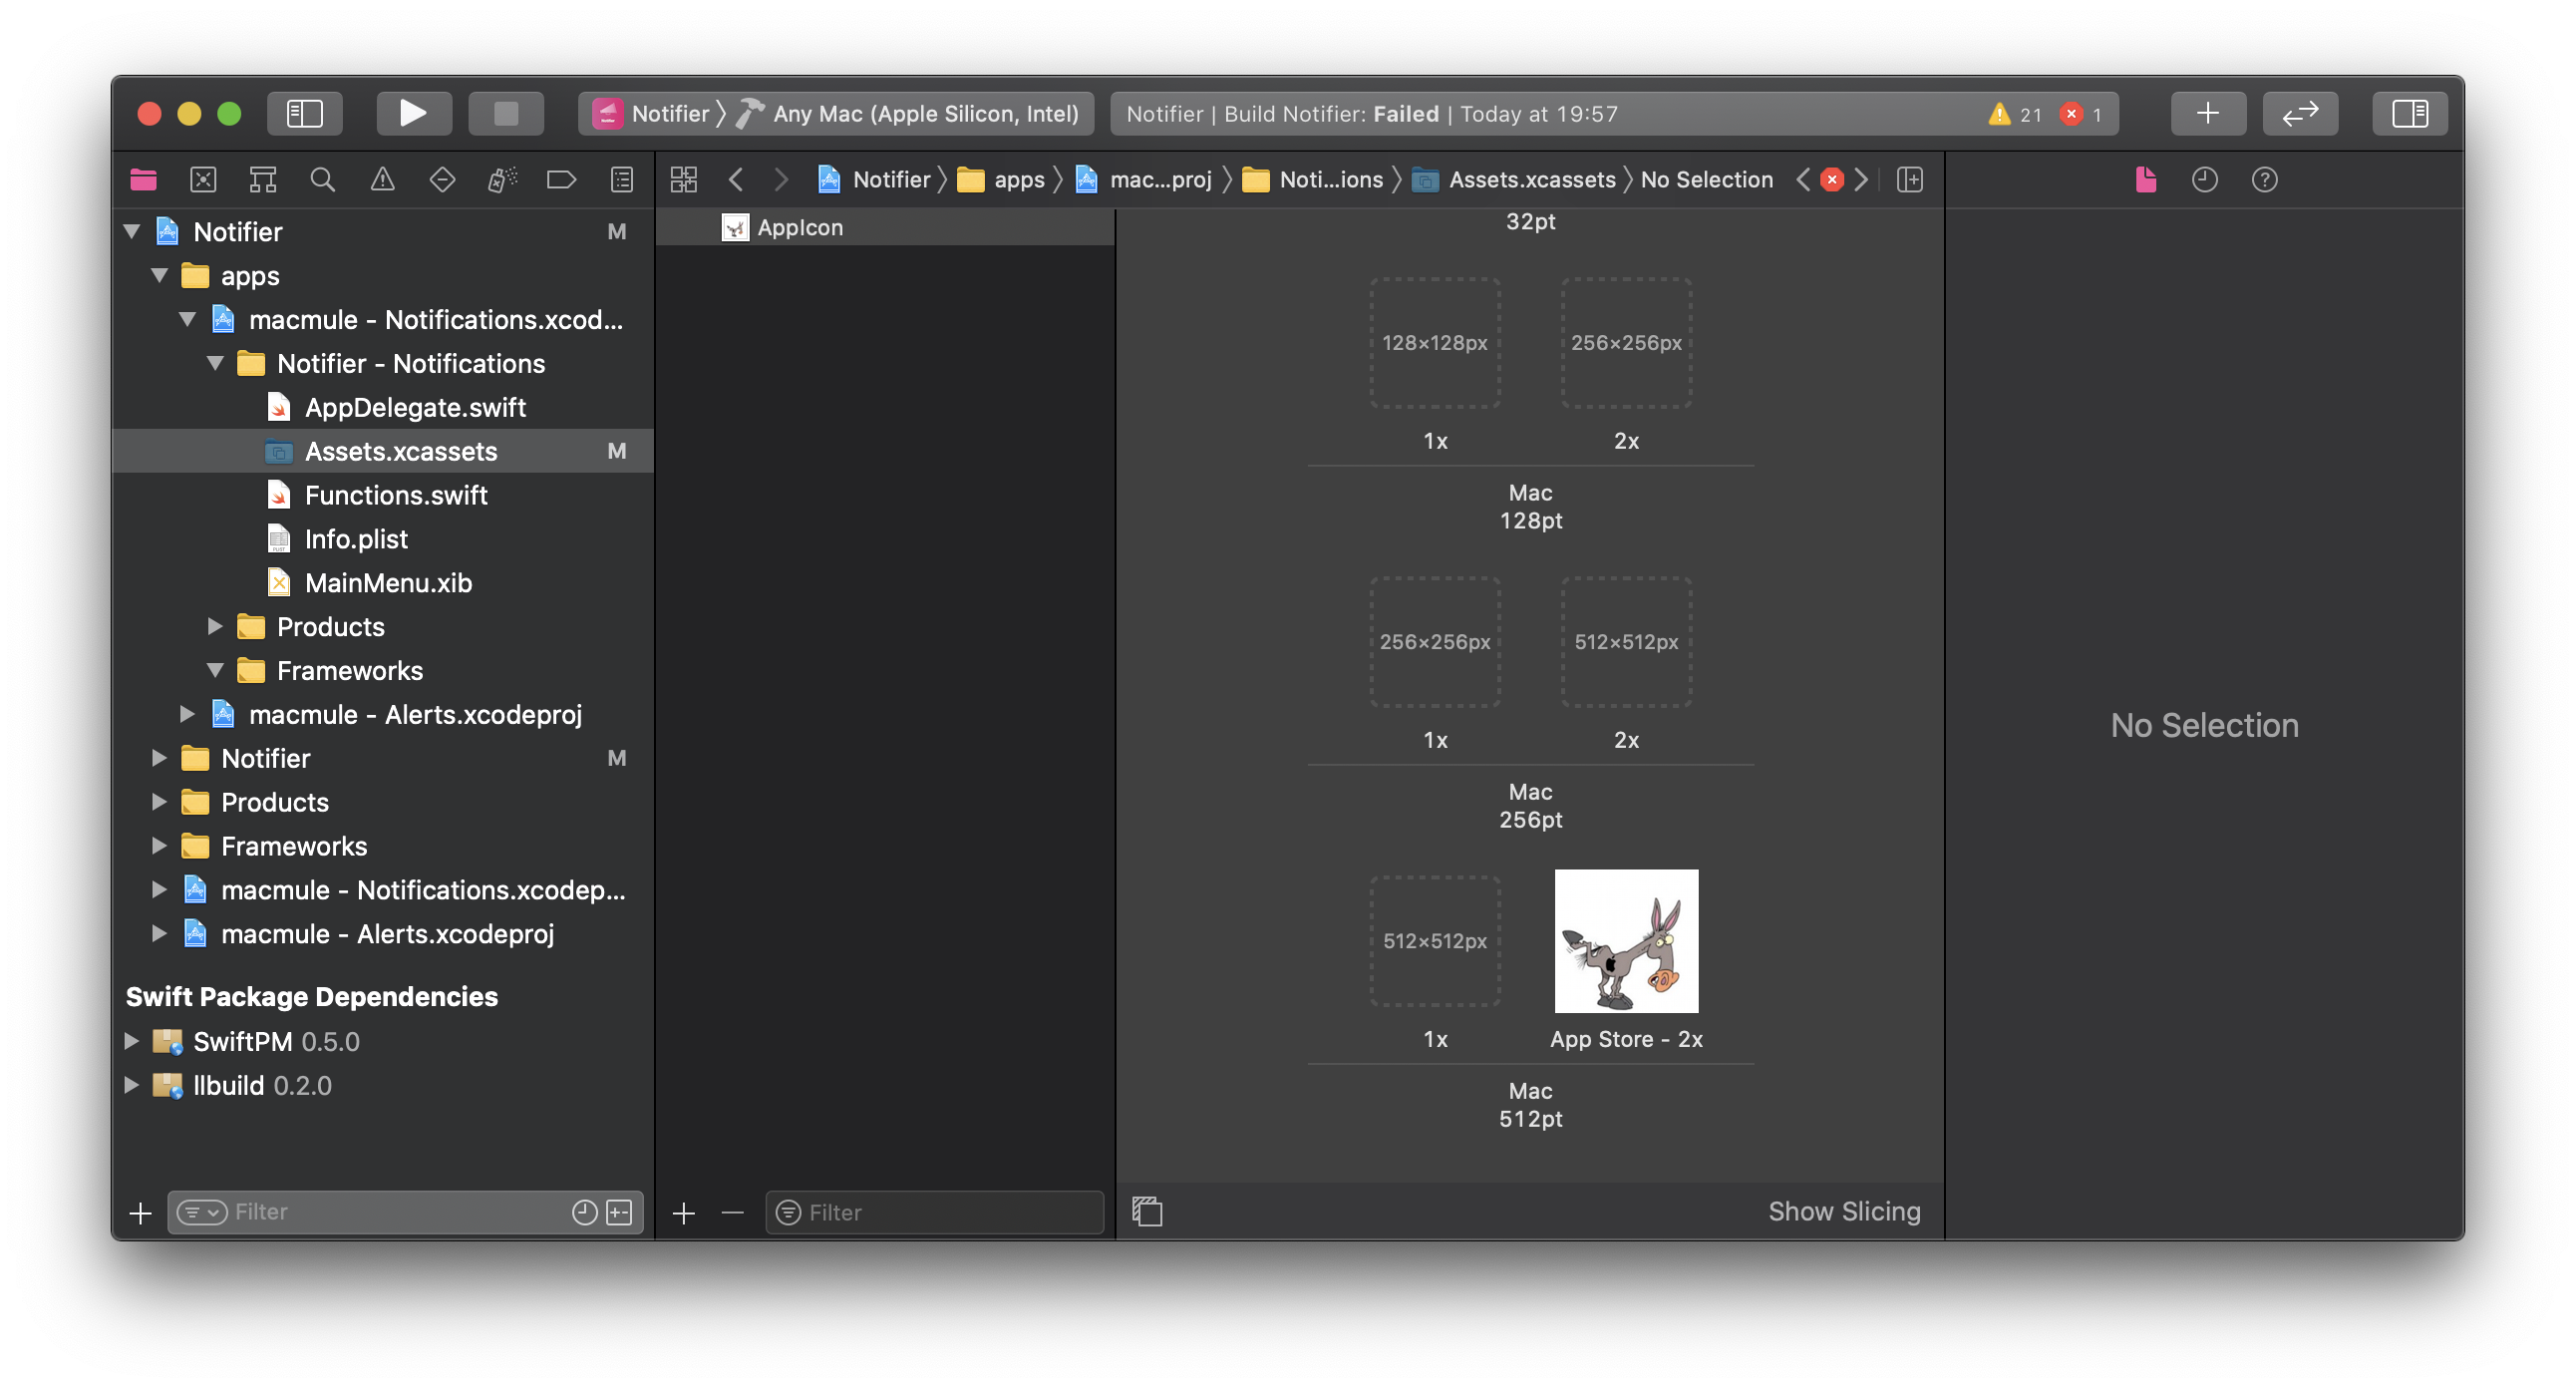 Notifier
Any Mac (Apple Silicon, Intel)
Notifier | Build Notifier: Failed | Today at 19:57
21
1
Notifier
apps
mac...proj
Noti...ions
Assets.xcassets
No Selection
Notifier
M
apps
macmule - Notifications.xcod...
Notifier - Notifications
AppDelegate.swift
Assets.xcassets
M
Functions.swift
Info.plist
MainMenu.xib
Products
Frameworks
macmule - Alerts.xcodeproj
Notifier
M
Products
Frameworks
macmule - Notifications.xcodep...
macmule - Alerts.xcodeproj
Swift Package Dependencies
SwiftPM 0.5.0
llbuild 0.2.0
Filter
AppIcon
Filter
32pt
128×128px
256×256px
1x
2x
Mac
128pt
256×256px
512×512px
1x
2x
Mac
256pt
512×512px
1x
App Store - 2x
Mac
512pt
Show Slicing
No Selection